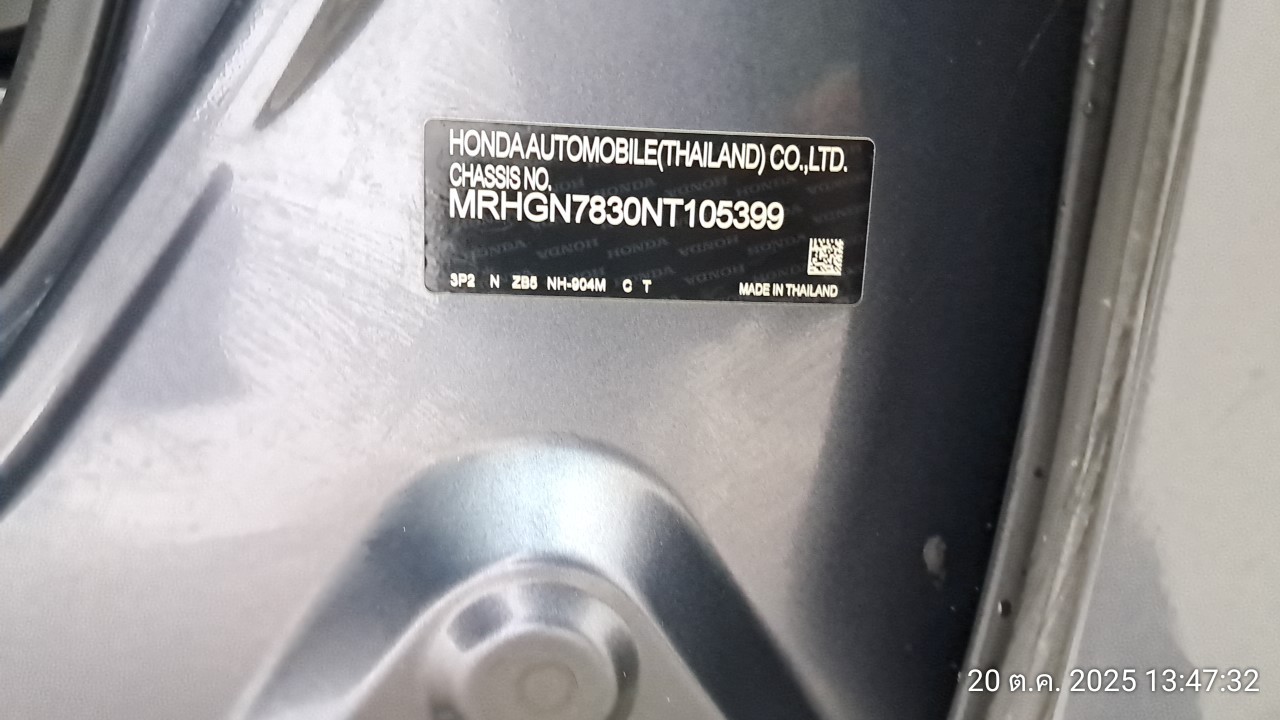 HONDA AUTOMOBILE(THAILAND) CO.,LTD.
CHASSIS NO.
MRHGN7830NT105399
3P2 N ZB5 NH-904M C T
MADE IN THAILAND
20 ต.ค. 2025 13:47:32